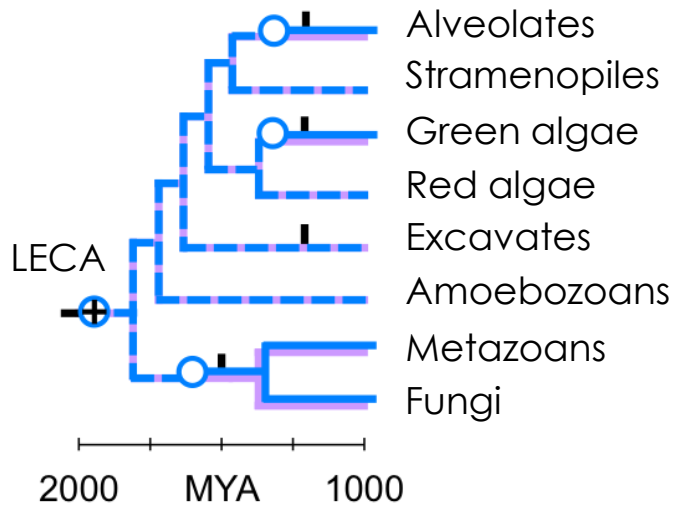 Alveolates
Stramenopiles
Green algae
Red algae
LECA
Excavates
Amoebozoans
Metazoans
Fungi
2000 MYA 1000